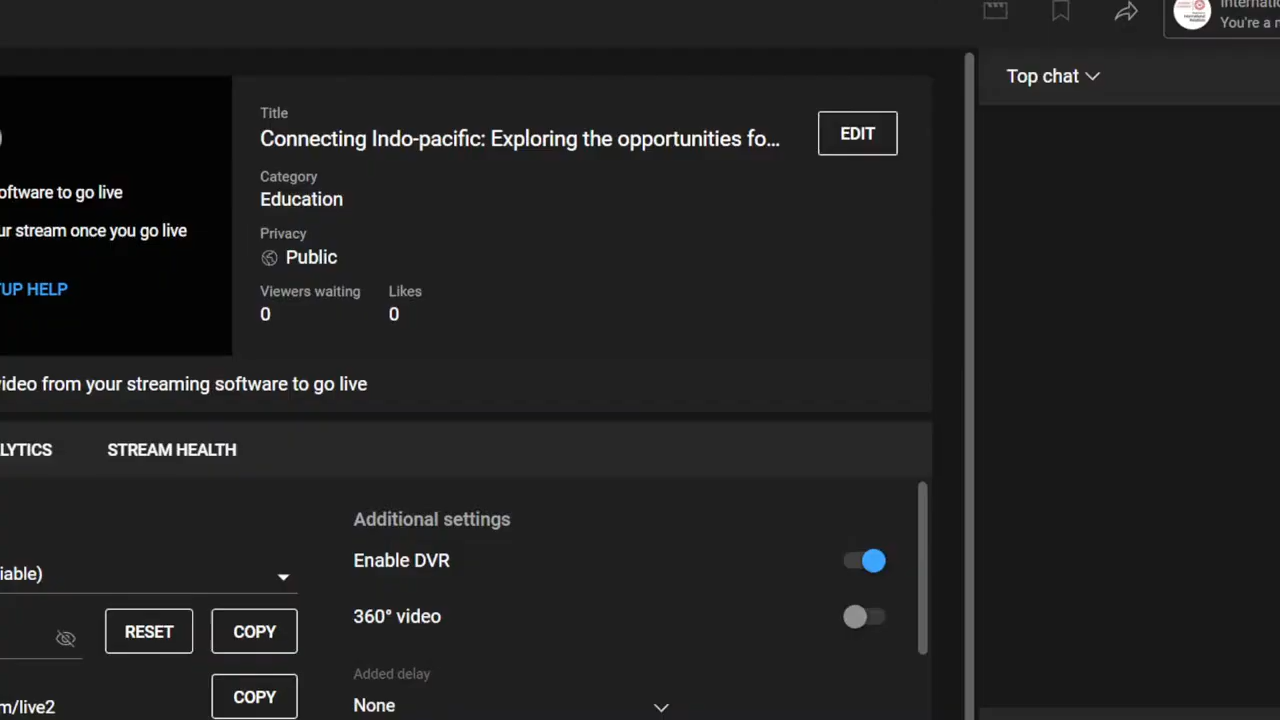 You're a
Top chat
Title
Connecting Indo-pacific: Exploring the opportunities fo...
EDIT
Category
Education
Privacy
Public
Viewers waiting
Likes
0
0
oftware to go live
ur stream once you go live
UP HELP
video from your streaming software to go live
LYTICS
STREAM HEALTH
Additional settings
Enable DVR
iable)
360° video
RESET
COPY
Added delay
None
m/live2
COPY